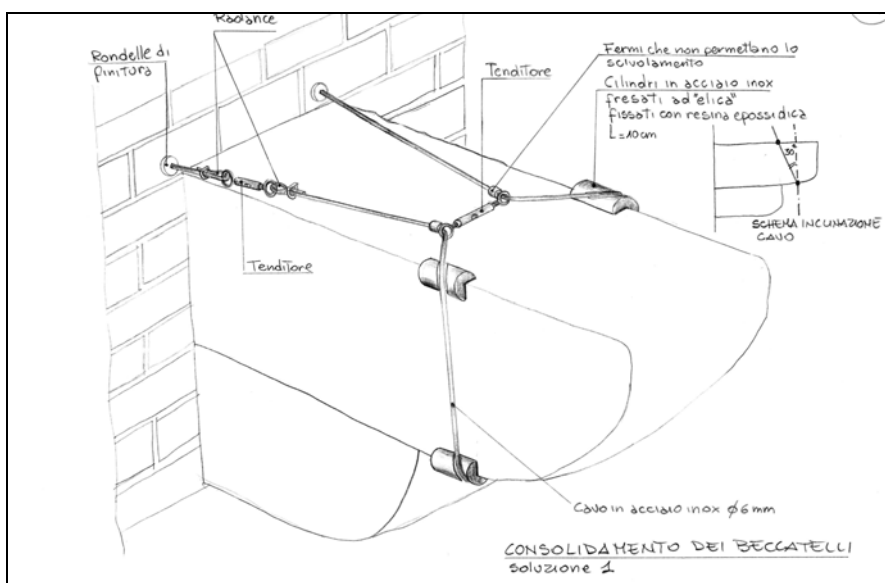 Radance
Rondelle di
finitura
Tenditore
Fermi che non permettano lo
scivolamento
Cilindri in acciaio inox
fresati ad "elica"
fissati con resina epossidica
L=10cm
30°
SCHEMA INCLINAZIONE
CAVO
Tenditore
Cavo in acciaio inox ϕ6mm
CONSOLIDAMENTO DEI BECCATELLI
soluzione 1